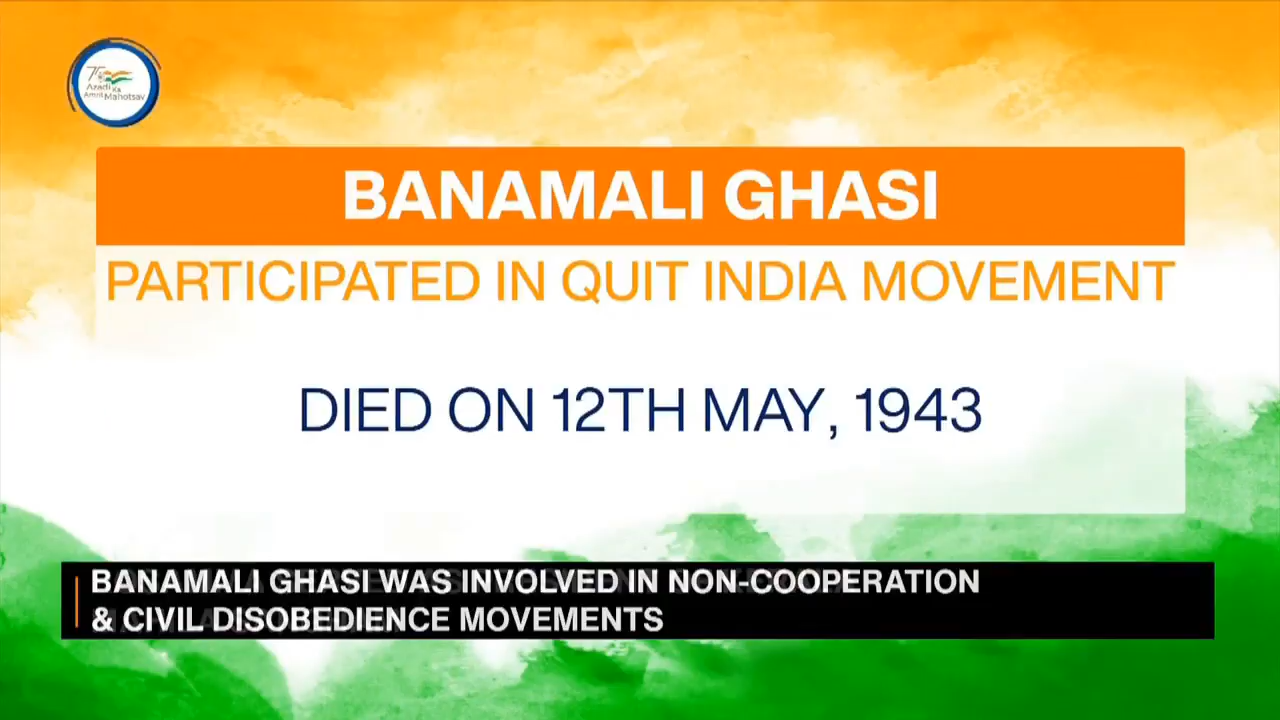 75
Azadi Ka
Amrit Mahotsav
BANAMALI GHASI
PARTICIPATED IN QUIT INDIA MOVEMENT
DIED ON 12TH MAY, 1943
BANAMALI GHASI WAS INVOLVED IN NON-COOPERATION
& CIVIL DISOBEDIENCE MOVEMENTS